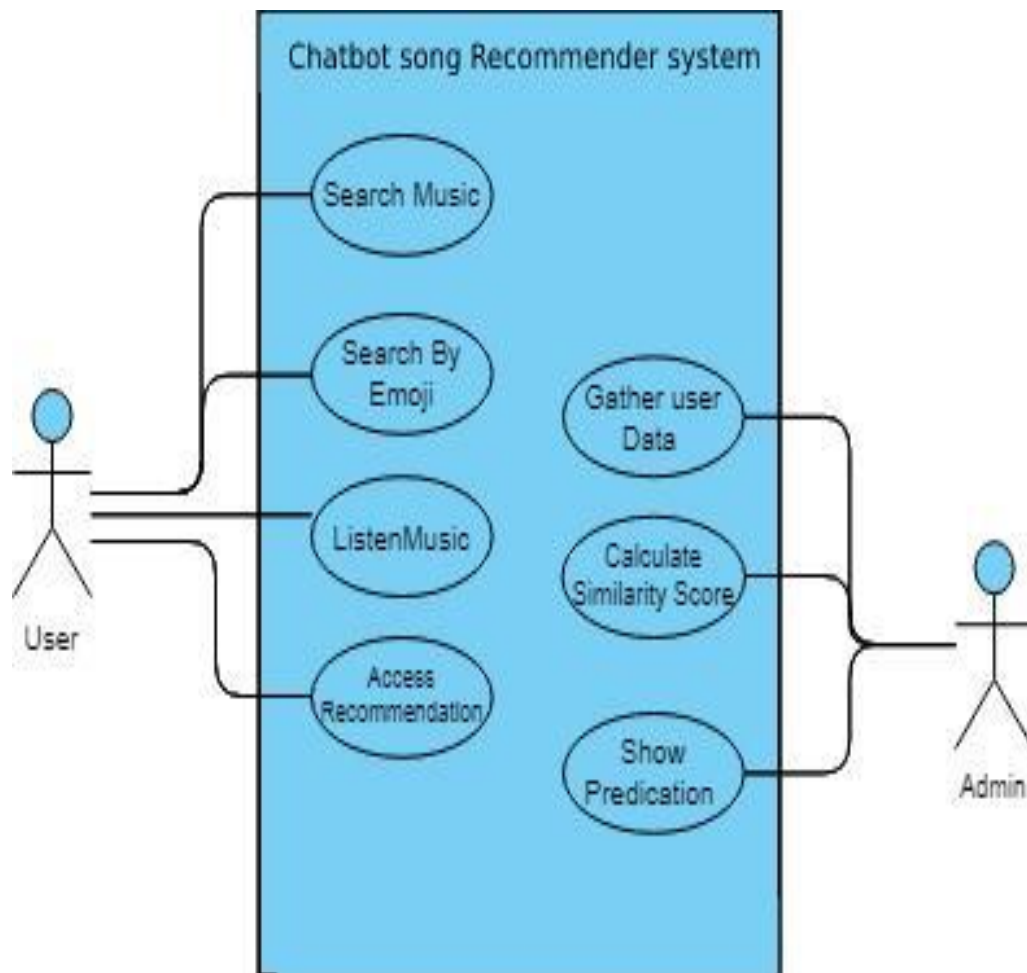 Chatbot song Recommender system
Search Music
Search By
Emoji
ListenMusic
Access
Recommendation
Gather user
Data
Calculate
Similarity Score
Show
Predication
User
Admin